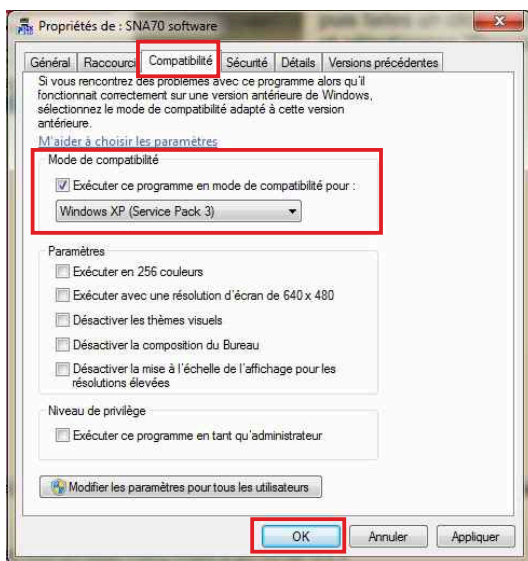 Propriétés de : SNA70 software
Général Raccourci Compatibilité Sécurité Détails Versions précédentes
Si vous rencontrez des problèmes avec ce programme alors qu'il
fonctionnait correctement sur une version antérieure de Windows,
sélectionnez le mode de compatibilité adapté à cette version
antérieure.
M'aider à choisir les paramètres
Mode de compatibilité
Exécuter ce programme en mode de compatibilité pour :
Windows XP (Service Pack 3)
Paramètres
Exécuter en 256 couleurs
Exécuter avec une résolution d'écran de 640 x 480
Désactiver les thèmes visuels
Désactiver la composition du Bureau
Désactiver la mise à l'échelle de l'affichage pour les
résolutions élevées
Niveau de privilège
Exécuter ce programme en tant qu'administrateur
Modifier les paramètres pour tous les utilisateurs
OK Annuler Appliquer